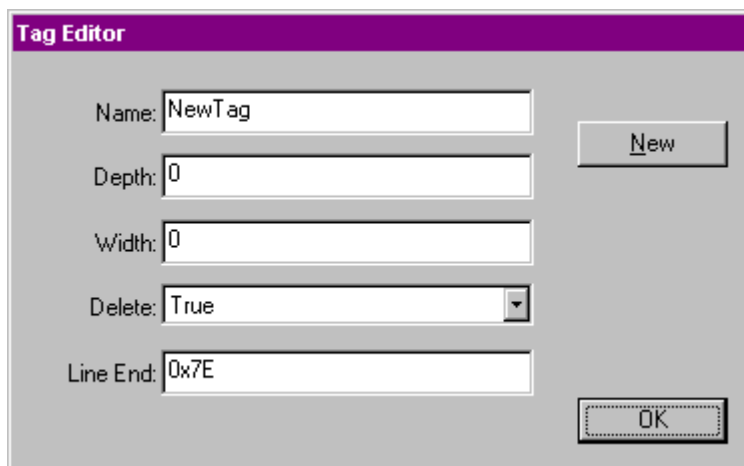 Tag Editor
Name: NewTag
New
Depth: 0
Width: 0
Delete: True
Line End: 0x7E
OK